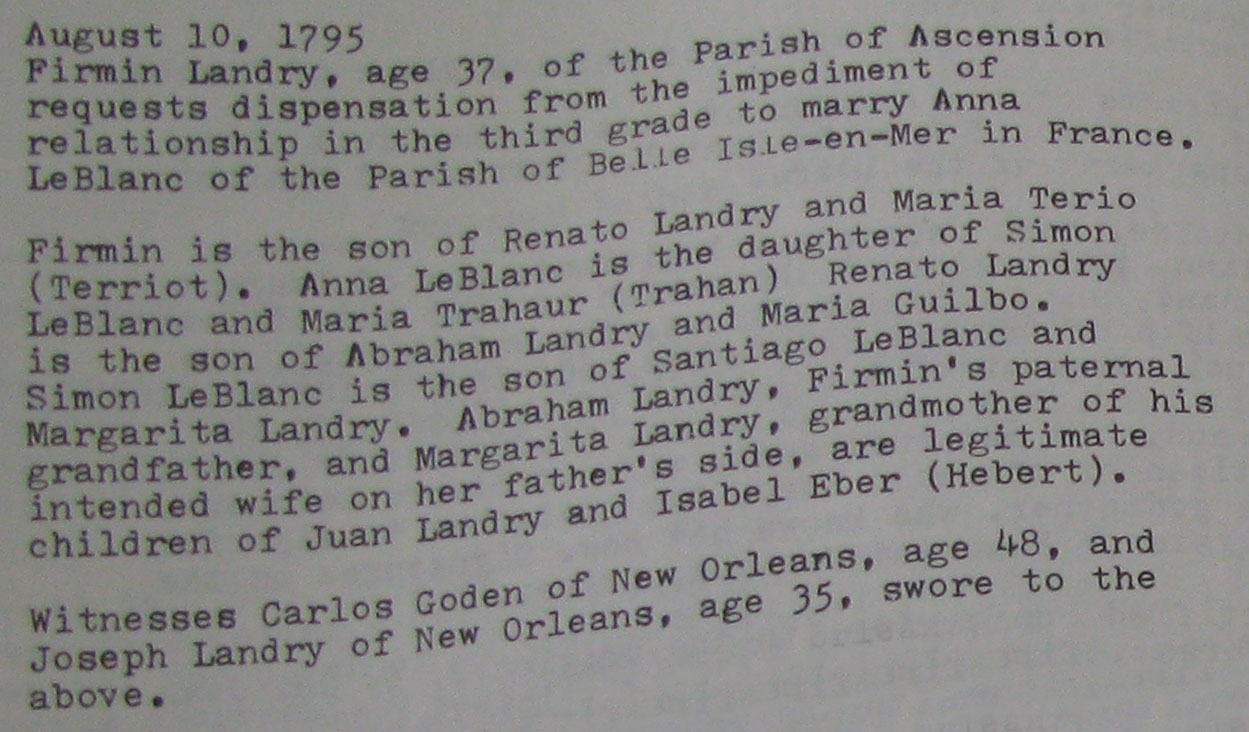 August 10, 1795
Firmin Landry, age 37, of the Parish of Ascension
requests dispensation from the impediment of
relationship in the third grade to marry Anna
LeBlanc of the Parish of Belle Isle-en-Mer in France.
Firmin is the son of Renato Landry and Maria Terio
(Terriot). Anna LeBlanc is the daughter of Simon
LeBlanc and Maria Trahaur (Trahan) Renato Landry
is the son of Abraham Landry and Maria Guilbo.
Simon LeBlanc is the son of Santiago LeBlanc and
Margarita Landry. Abraham Landry, Firmin's paternal
grandfather, and Margarita Landry, grandmother of his
intended wife on her father's side, are legitimate
children of Juan Landry and Isabel Eber (Hebert).
Witnesses Carlos Goden of New Orleans, age 48, and
Joseph Landry of New Orleans, age 35, swore to the
above.